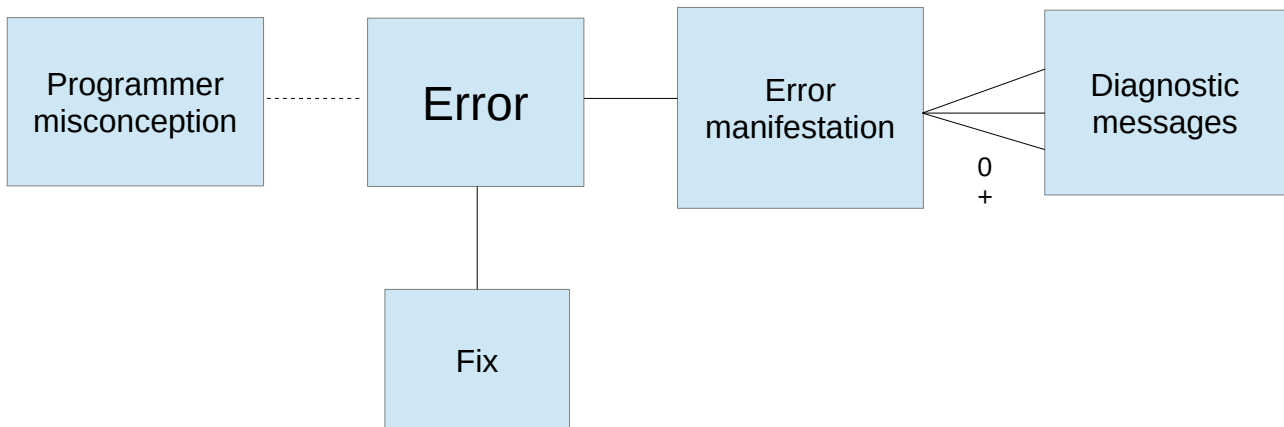 Programmer
misconception
Error
Error
manifestation
Diagnostic
messages
0
+
Fix